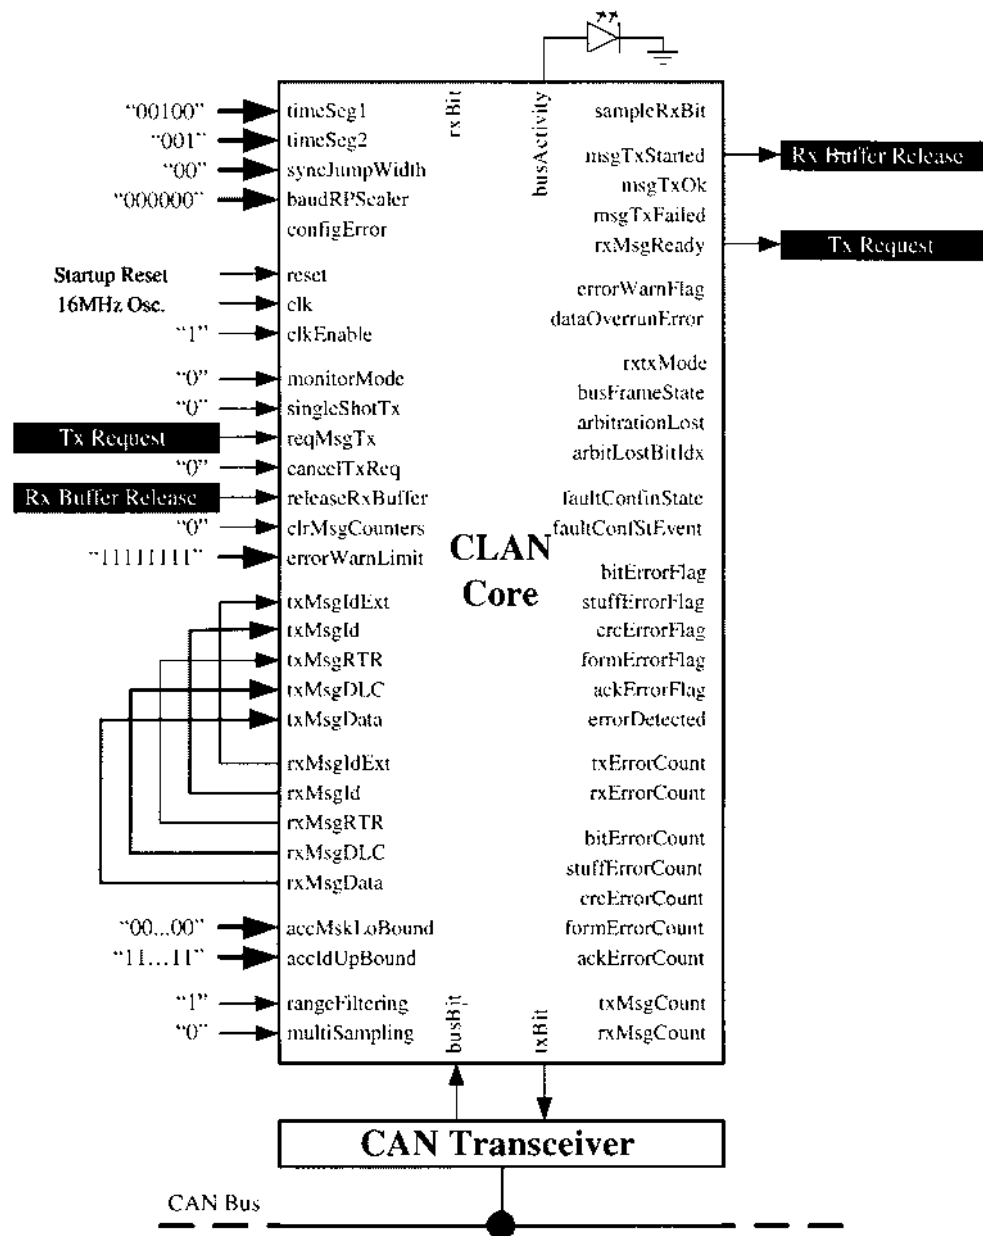 "00100"
"001"
"00"
"000000"
Startup Reset
16MHz Osc.
"1"
"0"
"0"
Tx Request
"0"
Rx Buffer Release
"0"
"11111111"
"00...00"
"11...11"
"1"
"0"
timeSeg1
timeSeg2
syncJumpWidth
baudRPScaler
configError
reset
clk
clkEnable
monitorMode
singleShotTx
reqMsgTx
cancelTxReq
releaseRxBuffer
clrMsgCounters
errorWarnLimit
txMsgIdExt
txMsgId
txMsgRTR
txMsgDLC
txMsgData
rxMsgIdExt
rxMsgId
rxMsgRTR
rxMsgDLC
rxMsgData
accMskLoBound
accIdUpBound
rangeFiltering
multiSampling
rxBit
busActivity
CLAN
Core
busBit
txBit
sampleRxBit
msgTxStarted
msgTxOk
msgTxFailed
rxMsgReady
errorWarnFlag
dataOverrunError
rxtxMode
busFrameState
arbitrationLost
arbitLostBitIdx
faultConfinState
faultConfStEvent
bitErrorFlag
stuffErrorFlag
crcErrorFlag
formErrorFlag
ackErrorFlag
errorDetected
txErrorCount
rxErrorCount
bitErrorCount
stuffErrorCount
crcErrorCount
formErrorCount
ackErrorCount
txMsgCount
rxMsgCount
Rx Buffer Release
Tx Request
CAN Transceiver
CAN Bus